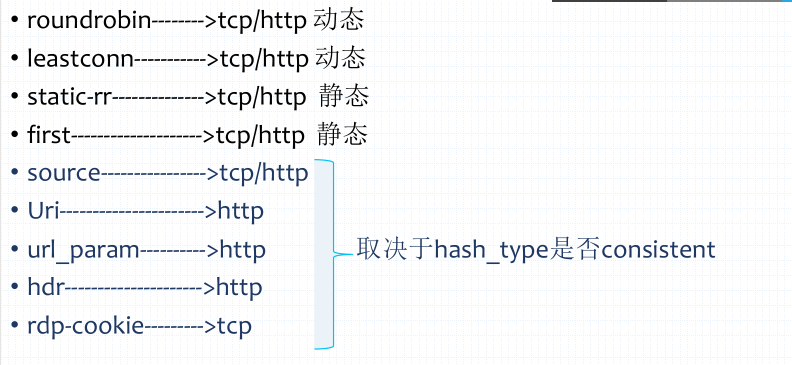 • roundrobin-------->tcp/http 动态
• leastconn----------->tcp/http 动态
• static-rr-------------->tcp/http 静态
• first-------------------->tcp/http 静态
• source---------------->tcp/http
• Uri---------------------->http
• url_param---------->http
取决于hash_type是否consistent
• hdr--------------------->http
• rdp-cookie--------->tcp